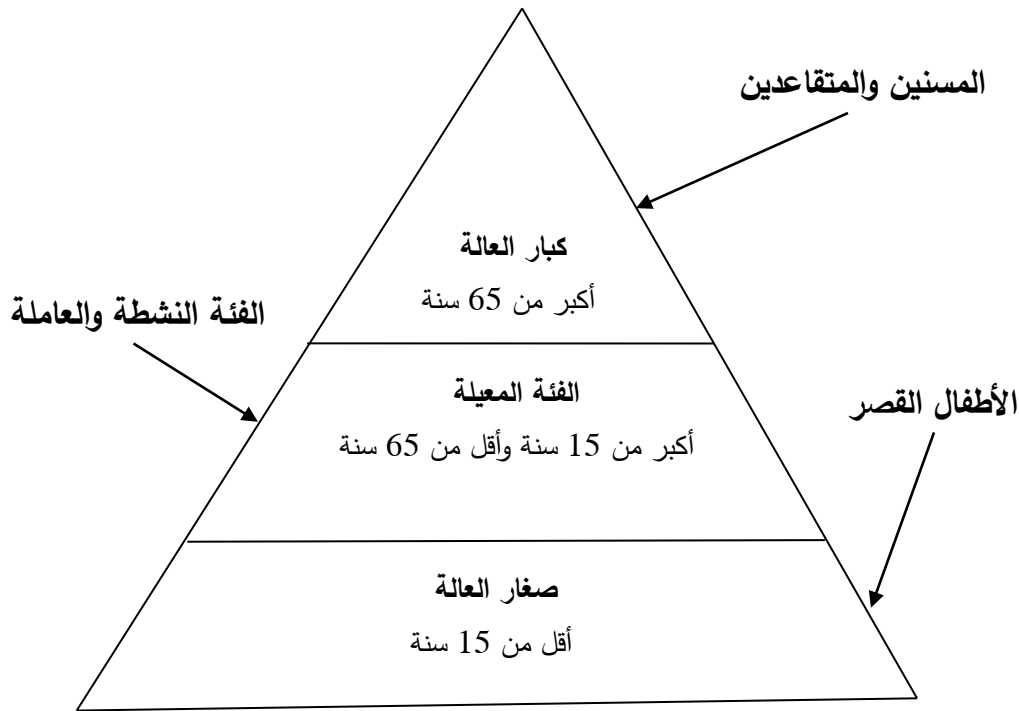 المسنين والمتقاعدين
كبار العالة
أكبر من 65 سنة
الفئة النشطة والعاملة
الفئة المعيلة
أكبر من 15 سنة وأقل من 65 سنة
الأطفال القصر
صغار العالة
أقل من 15 سنة